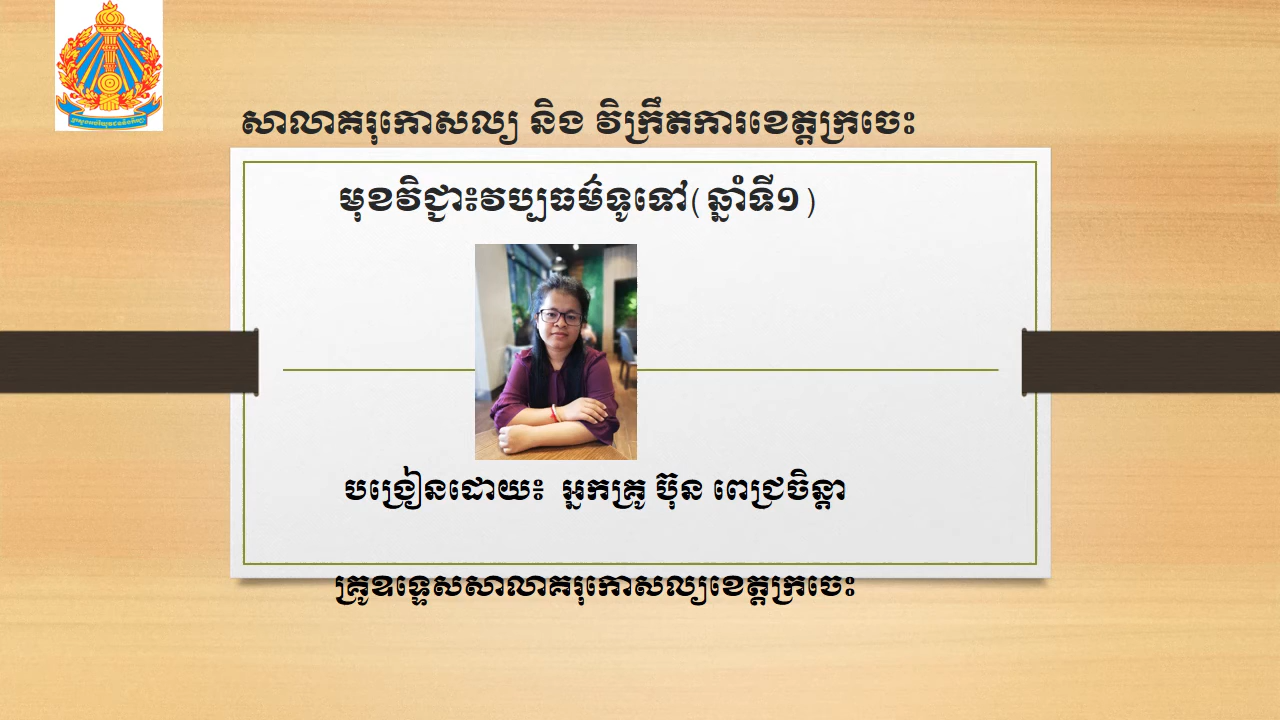 សាលាគរុកោសល្យ និង វិក្រឹតការខេត្តក្រចេះ
មុខវិជ្ជា៖វប្បធម៌ទូទៅ( ឆ្នាំទី១ )
បង្រៀនដោយ៖ អ្នកគ្រូ ប៊ុន ពេជ្រចិន្តា
គ្រូឧទ្ទេសសាលាគរុកោសល្យខេត្តក្រចេះ